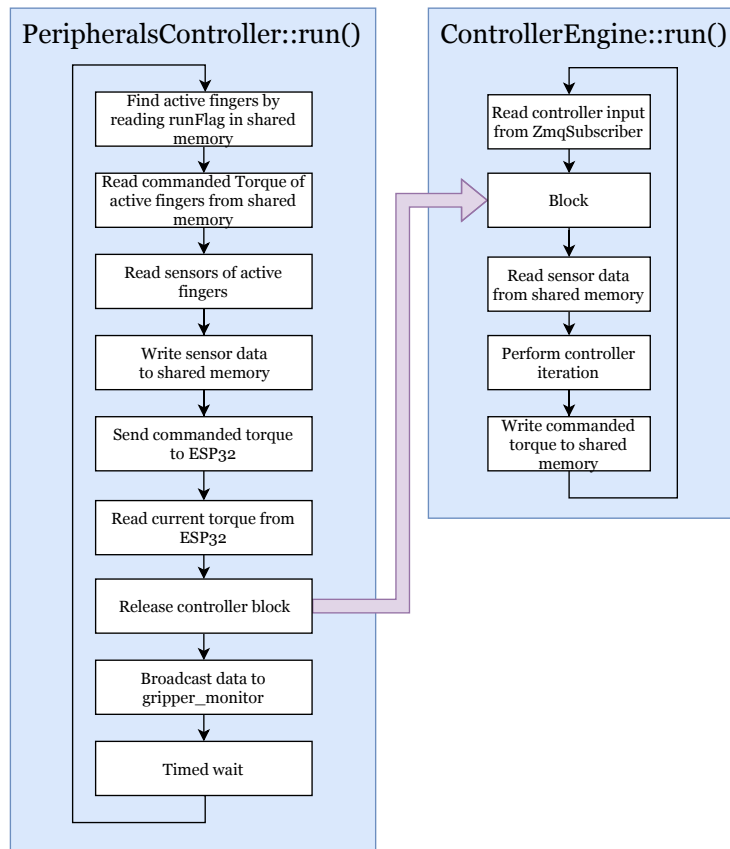 PeripheralsController::run()
Find active fingers by
reading runFlag in shared
memory
Read commanded Torque of
active fingers from shared
memory
Read sensors of active
fingers
Write sensor data
to shared memory
Send commanded torque
to ESP32
Read current torque from
ESP32
Release controller block
Broadcast data to
gripper_monitor
Timed wait
ControllerEngine::run()
Read controller input
from ZmqSubscriber
Block
Read sensor data
from shared memory
Perform controller
iteration
Write commanded
torque to shared
memory